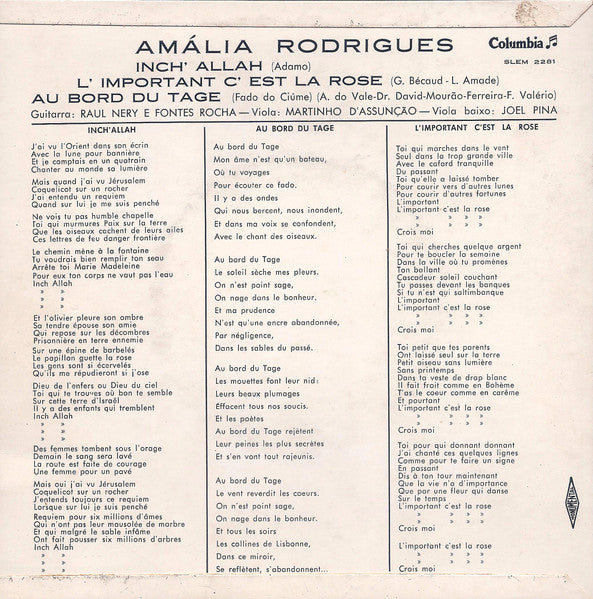 AMÁLIA RODRIGUES
Columbia
SLEM 2281
INCH' ALLAH (Adamo)
L' IMPORTANT C' EST LA ROSE (G. Bécaud - L. Amade)
AU BORD DU TAGE (Fado do Ciúme) (A. do Vale-Dr. David-Mourão-Ferreira-F. Valério)
Guitarra: RAUL NERY E FONTES ROCHA — Viola: MARTINHO D'ASSUNÇÃO — Viola baixo: JOEL PINA
INCH'ALLAH
J'ai vu l'Orient dans son écrin
Avec la lune pour bannière
Et je comptais en un quatrain
Chanter au monde sa lumière
Mais quand j'ai vu Jérusalem
Coquelicot sur un rocher
J'ai entendu un requiem
Quand sur lui je me suis penché
Ne vois tu pas humble chapelle
Toi qui murmures Paix sur la terre
Que les oiseaux cachent de leurs ailes
Ces lettres de feu danger frontière
Le chemin mène à la fontaine
Tu voudrais bien remplir ton seau
Arrête toi Marie Madeleine
Pour eux ton corps ne vaut pas l'eau
Inch Allah
» »
» »
» »
Et l'olivier pleure son ombre
Sa tendre épouse son amie
Qui repose sur les décombres
Prisonnière en terre ennemie
Sur une épine de barbelés
Le papillon guette la rose
Les gens sont si écervelés
Qu'ils me répudieront si j'ose
Dieu de l'enfers ou Dieu du ciel
Toi qui te trouves où bon te semble
Sur cette terre d'Israël
Il y a des enfants qui tremblent
Inch Allah
» »
» »
» »
Des femmes tombent sous l'orage
Demain le sang sera lavé
La route est faite de courage
Une femme pour un pavé
Mais oui j'ai vu Jérusalem
Coquelicot sur un rocher
J'entends toujours ce requiem
Lorsque sur lui je suis penché
Requiem pour six millions d'âmes
Qui n'ont pas leur mausolée de marbre
Et qui malgré le sable infâme
Ont fait pousser six millions d'arbres
Inch Allah
» »
» »
» »
AU BORD DU TAGE
Au bord du Tage
Mon âme n'est qu'un bateau,
Où tu voyages
Pour écouter ce fado.
Il y a des ondes
Qui nous bercent, nous inondent,
Et dans ma voix se confondent,
Avec le chant des oiseaux.
Au bord du Tage
Le soleil sèche mes pleurs.
On n'est point sage,
On nage dans le bonheur.
Et ma prudence
N'est qu'une encre abandonnée,
Par négligence,
Dans les sables du passé.
Au bord du Tage
Les mouettes font leur nid:
Leurs beaux plumages
Effacent tous nos soucis.
Et les poètes
Au bord du Tage rejètent
Leur peines les plus secrètes
Et s'en vont tout rajeunis.
Au bord du Tage
Le vent reverdit les coeurs.
On n'est point sage,
On nage dans le bonheur.
Et tous les soirs
Les collines de Lisbonne,
Dans ce miroir,
Se reflètent, s'abandonnent...
L'IMPORTANT C'EST LA ROSE
Toi qui marches dans le vent
Seul dans la trop grande ville
Avec le cafard tranquille
Du passant
Toi qu'elle a laissé tomber
Pour courir vers d'autres lunes
Pour courir d'autres fortunes
L'important
L'important c'est la rose
» » »
» » »
Crois moi
Toi qui cherches quelque argent
Pour te boucler la semaine
Dans la ville où tu promènes
Ton ballant
Cascadeur soleil couchant
Tu passes devant les banques
Si tu n'est qui saltimbanque
L'important
L'important c'est la rose
» » »
» » »
Crois moi
Toi petit que tes parents
Ont laissé seul sur la terre
Petit oiseau sans lumière
Sans printemps
Dans ta veste de drap blanc
Il fait froit comme en Bohème
T'as le coeur comme en carême
Et pourtant
L'important c'est la rose
» » »
» » »
Crois moi
Toi pour qui donnant donnant
J'ai chanté ces quelques lignes
Comme pour te faire un signe
En passant
Dis à ton tour maintenant
Que la vie n'a d'importance
Que par une fleur qui danse
Sur le temps
L'important c'est la rose
» » »
» » »
Crois moi
L'important c'est la rose
» » »
» » »
Crois moi